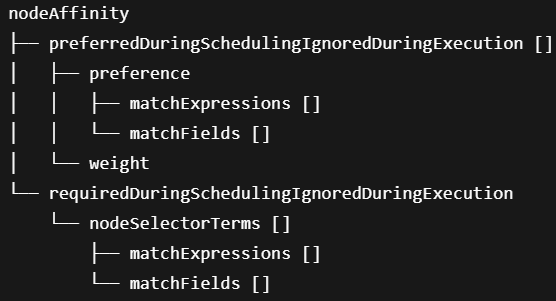 nodeAffinity
├── preferredDuringSchedulingIgnoredDuringExecution []
│   ├── preference
│   │   ├── matchExpressions []
│   │   └── matchFields []
│   └── weight
└── requiredDuringSchedulingIgnoredDuringExecution
    └── nodeSelectorTerms []
        ├── matchExpressions []
        └── matchFields []